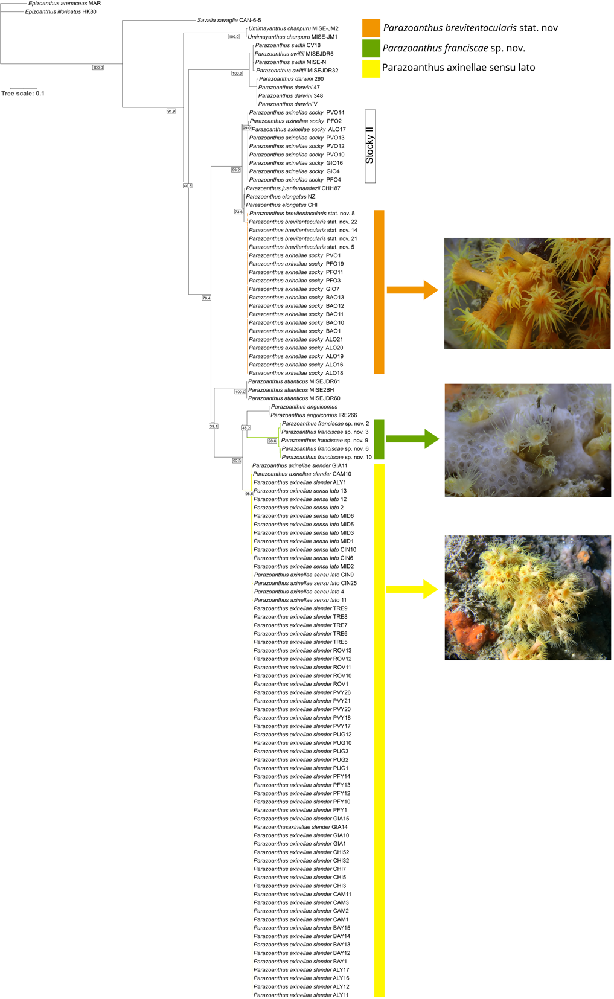 Epizoanthus arenaceus MAR
Epizoanthus illoricatus HK80
Savalia savaglia CAN-6-5
Umimayanthus chanpuru MISE-JM2
100.0
Umimayanthus chanpuru MISE-JM1
Parazoanthus swiftii CV18
Parazoanthus swiftii MISEJDR6
Parazoanthus swiftii MISE-N
100.0
Parazoanthus swiftii MISEJDR32
100.0
Parazoanthus darwini 290
Parazoanthus darwini 47
Tree scale: 0.1
Parazoanthus darwini 348
Parazoanthus darwini V
91.9
Parazoanthus brevitentacularis stat. nov
Parazoanthus franciscae sp. nov.
Parazoanthus axinellae sensu lato
Parazoanthus axinellae socky PVO14
Parazoanthus axinellae socky PFO2
99.0
Parazoanthus axinellae socky ALO17
Parazoanthus axinellae socky PVO13
Parazoanthus axinellae socky PVO12
Parazoanthus axinellae socky PVO10
Parazoanthus axinellae socky GIO16
99.2
Parazoanthus axinellae socky GIO4
Parazoanthus axinellae socky PFO4
Stocky II
40.3
Parazoanthus juanfernandezii CHI187
Parazoanthus elongatus NZ
Parazoanthus elongatus CHI
73.6
Parazoanthus brevitentacularis stat. nov. 8
Parazoanthus brevitentacularis stat. nov. 22
Parazoanthus brevitentacularis stat. nov. 14
Parazoanthus brevitentacularis stat. nov. 21
Parazoanthus brevitentacularis stat. nov. 5
Parazoanthus axinellae socky PVO1
Parazoanthus axinellae socky PFO19
Parazoanthus axinellae socky PFO11
Parazoanthus axinellae socky PFO3
Parazoanthus axinellae socky GIO7
76.4
Parazoanthus axinellae socky BAO13
Parazoanthus axinellae socky BAO12
Parazoanthus axinellae socky BAO11
Parazoanthus axinellae socky BAO10
Parazoanthus axinellae socky BAO1
Parazoanthus axinellae socky ALO21
Parazoanthus axinellae socky ALO20
Parazoanthus axinellae socky ALO19
Parazoanthus axinellae socky ALO16
Parazoanthus axinellae socky ALO18
Parazoanthus atlanticus MISEJDR61
Parazoanthus atlanticus MISE2BH
100.0
Parazoanthus atlanticus MISEJDR60
Parazoanthus anguicomus
Parazoanthus anguicomus IRE266
Parazoanthus franciscae sp. nov. 2
39.1
48.2
Parazoanthus franciscae sp. nov. 3
Parazoanthus franciscae sp. nov. 9
98.6
Parazoanthus franciscae sp. nov. 6
Parazoanthus franciscae sp. nov. 10
92.3
Parazoanthus axinellae slender GIA11
Parazoanthus axinellae slender CAM10
Parazoanthus axinellae slender ALY1
Parazoanthus axinellae sensu lato 13
98.5
Parazoanthus axinellae sensu lato 12
Parazoanthus axinellae sensu lato 2
Parazoanthus axinellae sensu lato MID6
Parazoanthus axinellae sensu lato MID5
Parazoanthus axinellae sensu lato MID3
Parazoanthus axinellae sensu lato MID1
Parazoanthus axinellae sensu lato CIN10
Parazoanthus axinellae sensu lato CIN6
Parazoanthus axinellae sensu lato MID2
Parazoanthus axinellae sensu lato CIN9
Parazoanthus axinellae sensu lato CIN25
Parazoanthus axinellae sensu lato 4
Parazoanthus axinellae sensu lato 11
Parazoanthus axinellae slender TRE9
Parazoanthus axinellae slender TRE8
Parazoanthus axinellae slender TRE7
Parazoanthus axinellae slender TRE6
Parazoanthus axinellae slender TRE5
Parazoanthus axinellae slender ROV13
Parazoanthus axinellae slender ROV12
Parazoanthus axinellae slender ROV11
Parazoanthus axinellae slender ROV10
Parazoanthus axinellae slender ROV1
Parazoanthus axinellae slender PVY26
Parazoanthus axinellae slender PVY21
Parazoanthus axinellae slender PVY20
Parazoanthus axinellae slender PVY18
Parazoanthus axinellae slender PVY17
Parazoanthus axinellae slender PUG12
Parazoanthus axinellae slender PUG10
Parazoanthus axinellae slender PUG3
Parazoanthus axinellae slender PUG2
Parazoanthus axinellae slender PUG1
Parazoanthus axinellae slender PFY14
Parazoanthus axinellae slender PFY13
Parazoanthus axinellae slender PFY12
Parazoanthus axinellae slender PFY10
Parazoanthus axinellae slender PFY1
Parazoanthus axinellae slender GIA15
Parazoanthusaxinellae slender GIA14
Parazoanthus axinellae slender GIA10
Parazoanthus axinellae slender GIA1
Parazoanthus axinellae slender CHI52
Parazoanthus axinellae slender CHI32
Parazoanthus axinellae slender CHI7
Parazoanthus axinellae slender CHI5
Parazoanthus axinellae slender CHI3
Parazoanthus axinellae slender CAM11
Parazoanthus axinellae slender CAM3
Parazoanthus axinellae slender CAM2
Parazoanthus axinellae slender CAM1
Parazoanthus axinellae slender BAY15
Parazoanthus axinellae slender BAY14
Parazoanthus axinellae slender BAY13
Parazoanthus axinellae slender BAY12
Parazoanthus axinellae slender BAY1
Parazoanthus axinellae slender ALY17
Parazoanthus axinellae slender ALY16
Parazoanthus axinellae slender ALY12
Parazoanthus axinellae slender ALY11